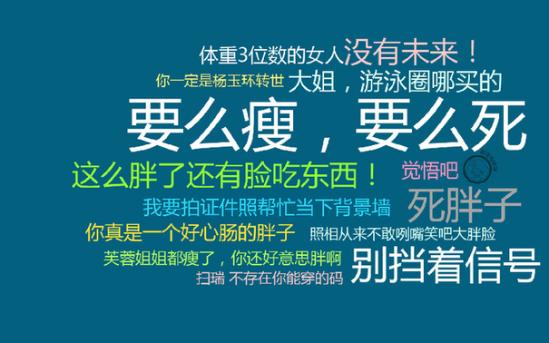 体重3位数的女人没有未来！
你一定是杨玉环转世 大姐，游泳圈哪买的
要么瘦，要么死
这么胖了还有脸吃东西！ 觉悟吧
我要拍证件照帮忙当下背景墙 死胖子
你真是一个好心肠的胖子 照相从来不敢咧嘴笑吧大胖脸
芙蓉姐姐都瘦了，你还好意思胖啊 别挡着信号
扫瑞 不存在你能穿的码